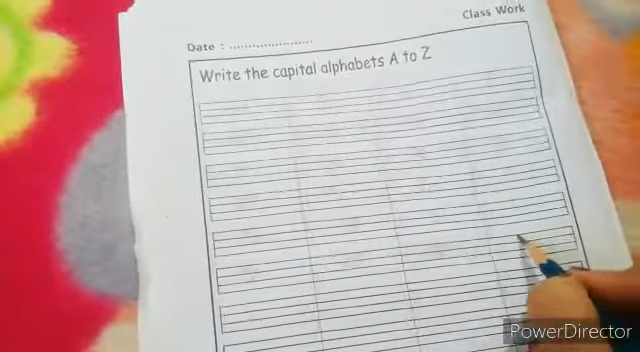 Class Work
Date : ........................
Write the capital alphabets A to Z
PowerDirector